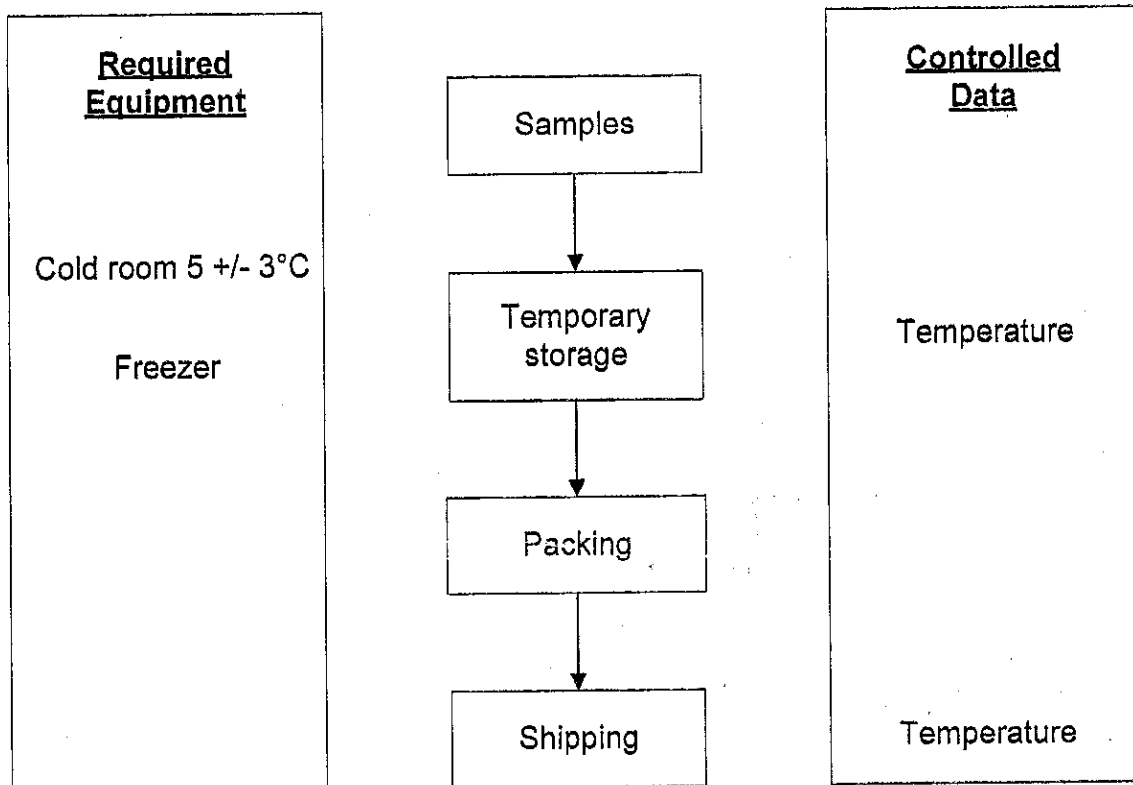 Required
Equipment
Cold room 5 +/- 3°C
Freezer
Samples
Temporary
storage
Packing
Shipping
Controlled
Data
Temperature
Temperature